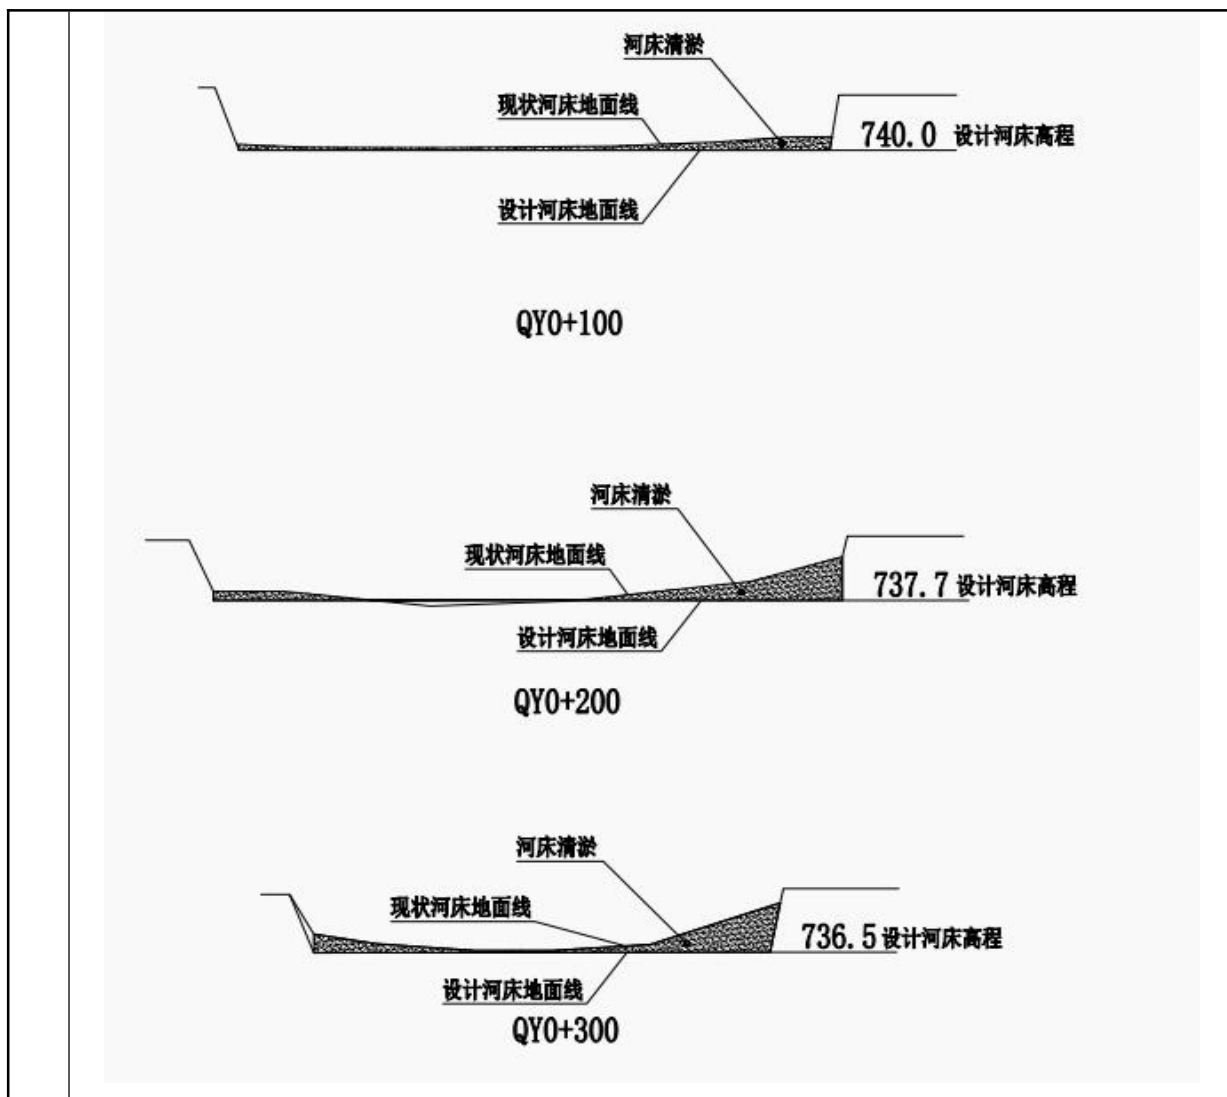 河床清淤
现状河床地面线
740.0 设计河床高程
设计河床地面线
QY0+100
河床清淤
现状河床地面线
737.7 设计河床高程
设计河床地面线
QY0+200
河床清淤
现状河床地面线
736.5 设计河床高程
设计河床地面线
QY0+300